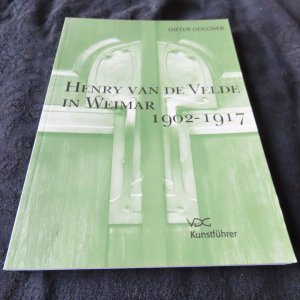 DIETER DOLGNER
HENRY VAN DE VELDE
IN WEIMAR
1902-1917
VDG
Kunstführer